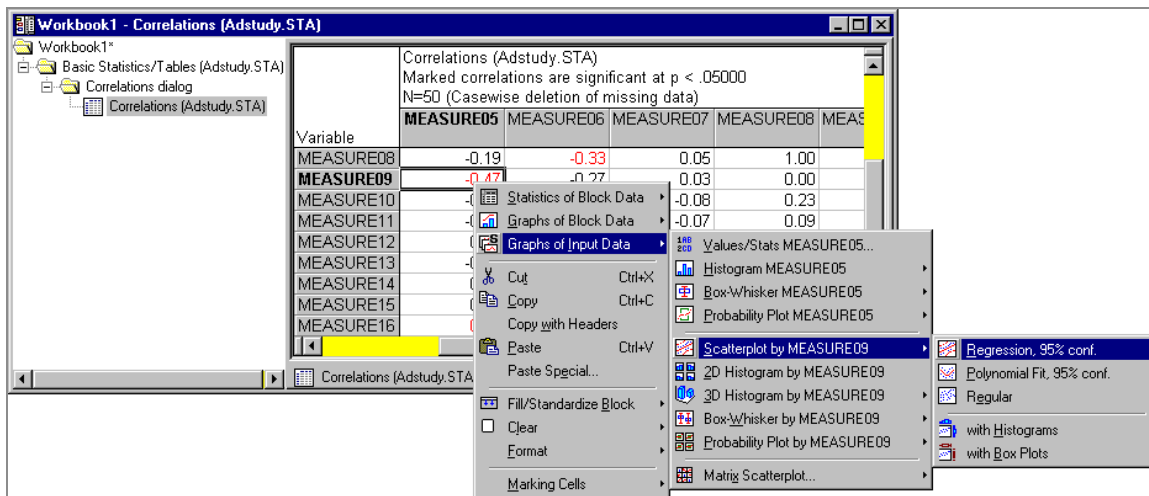 Workbook1 - Correlations (Adstudy.STA)
Workbook1*
Basic Statistics/Tables (Adstudy.STA)
Correlations dialog
Correlations (Adstudy.STA)
Correlations (Adstudy.STA)
Marked correlations are significant at p < .05000
N=50 (Casewise deletion of missing data)
Variable MEASURE05 MEASURE06 MEASURE07 MEASURE08 MEAS
MEASURE08 -0.19 -0.33 0.05 1.00
MEASURE09 -0.47 -0.27 0.03 0.00
MEASURE10 -0.08 0.23
MEASURE11 -0.07 0.09
MEASURE12
MEASURE13
MEASURE14
MEASURE15
MEASURE16
Correlations (Adstudy.STA
Statistics of Block Data
Graphs of Block Data
Graphs of Input Data
Cut Ctrl+X
Copy Ctrl+C
Copy with Headers
Paste Ctrl+V
Paste Special...
Fill/Standardize Block
Clear
Format
Marking Cells
Values/Stats MEASURE05...
Histogram MEASURE05
Box-Whisker MEASURE05
Probability Plot MEASURE05
Scatterplot by MEASURE09
2D Histogram by MEASURE09
3D Histogram by MEASURE09
Box-Whisker by MEASURE09
Probability Plot by MEASURE09
Matrix Scatterplot...
Regression, 95% conf.
Polynomial Fit, 95% conf.
Regular
with Histograms
with Box Plots